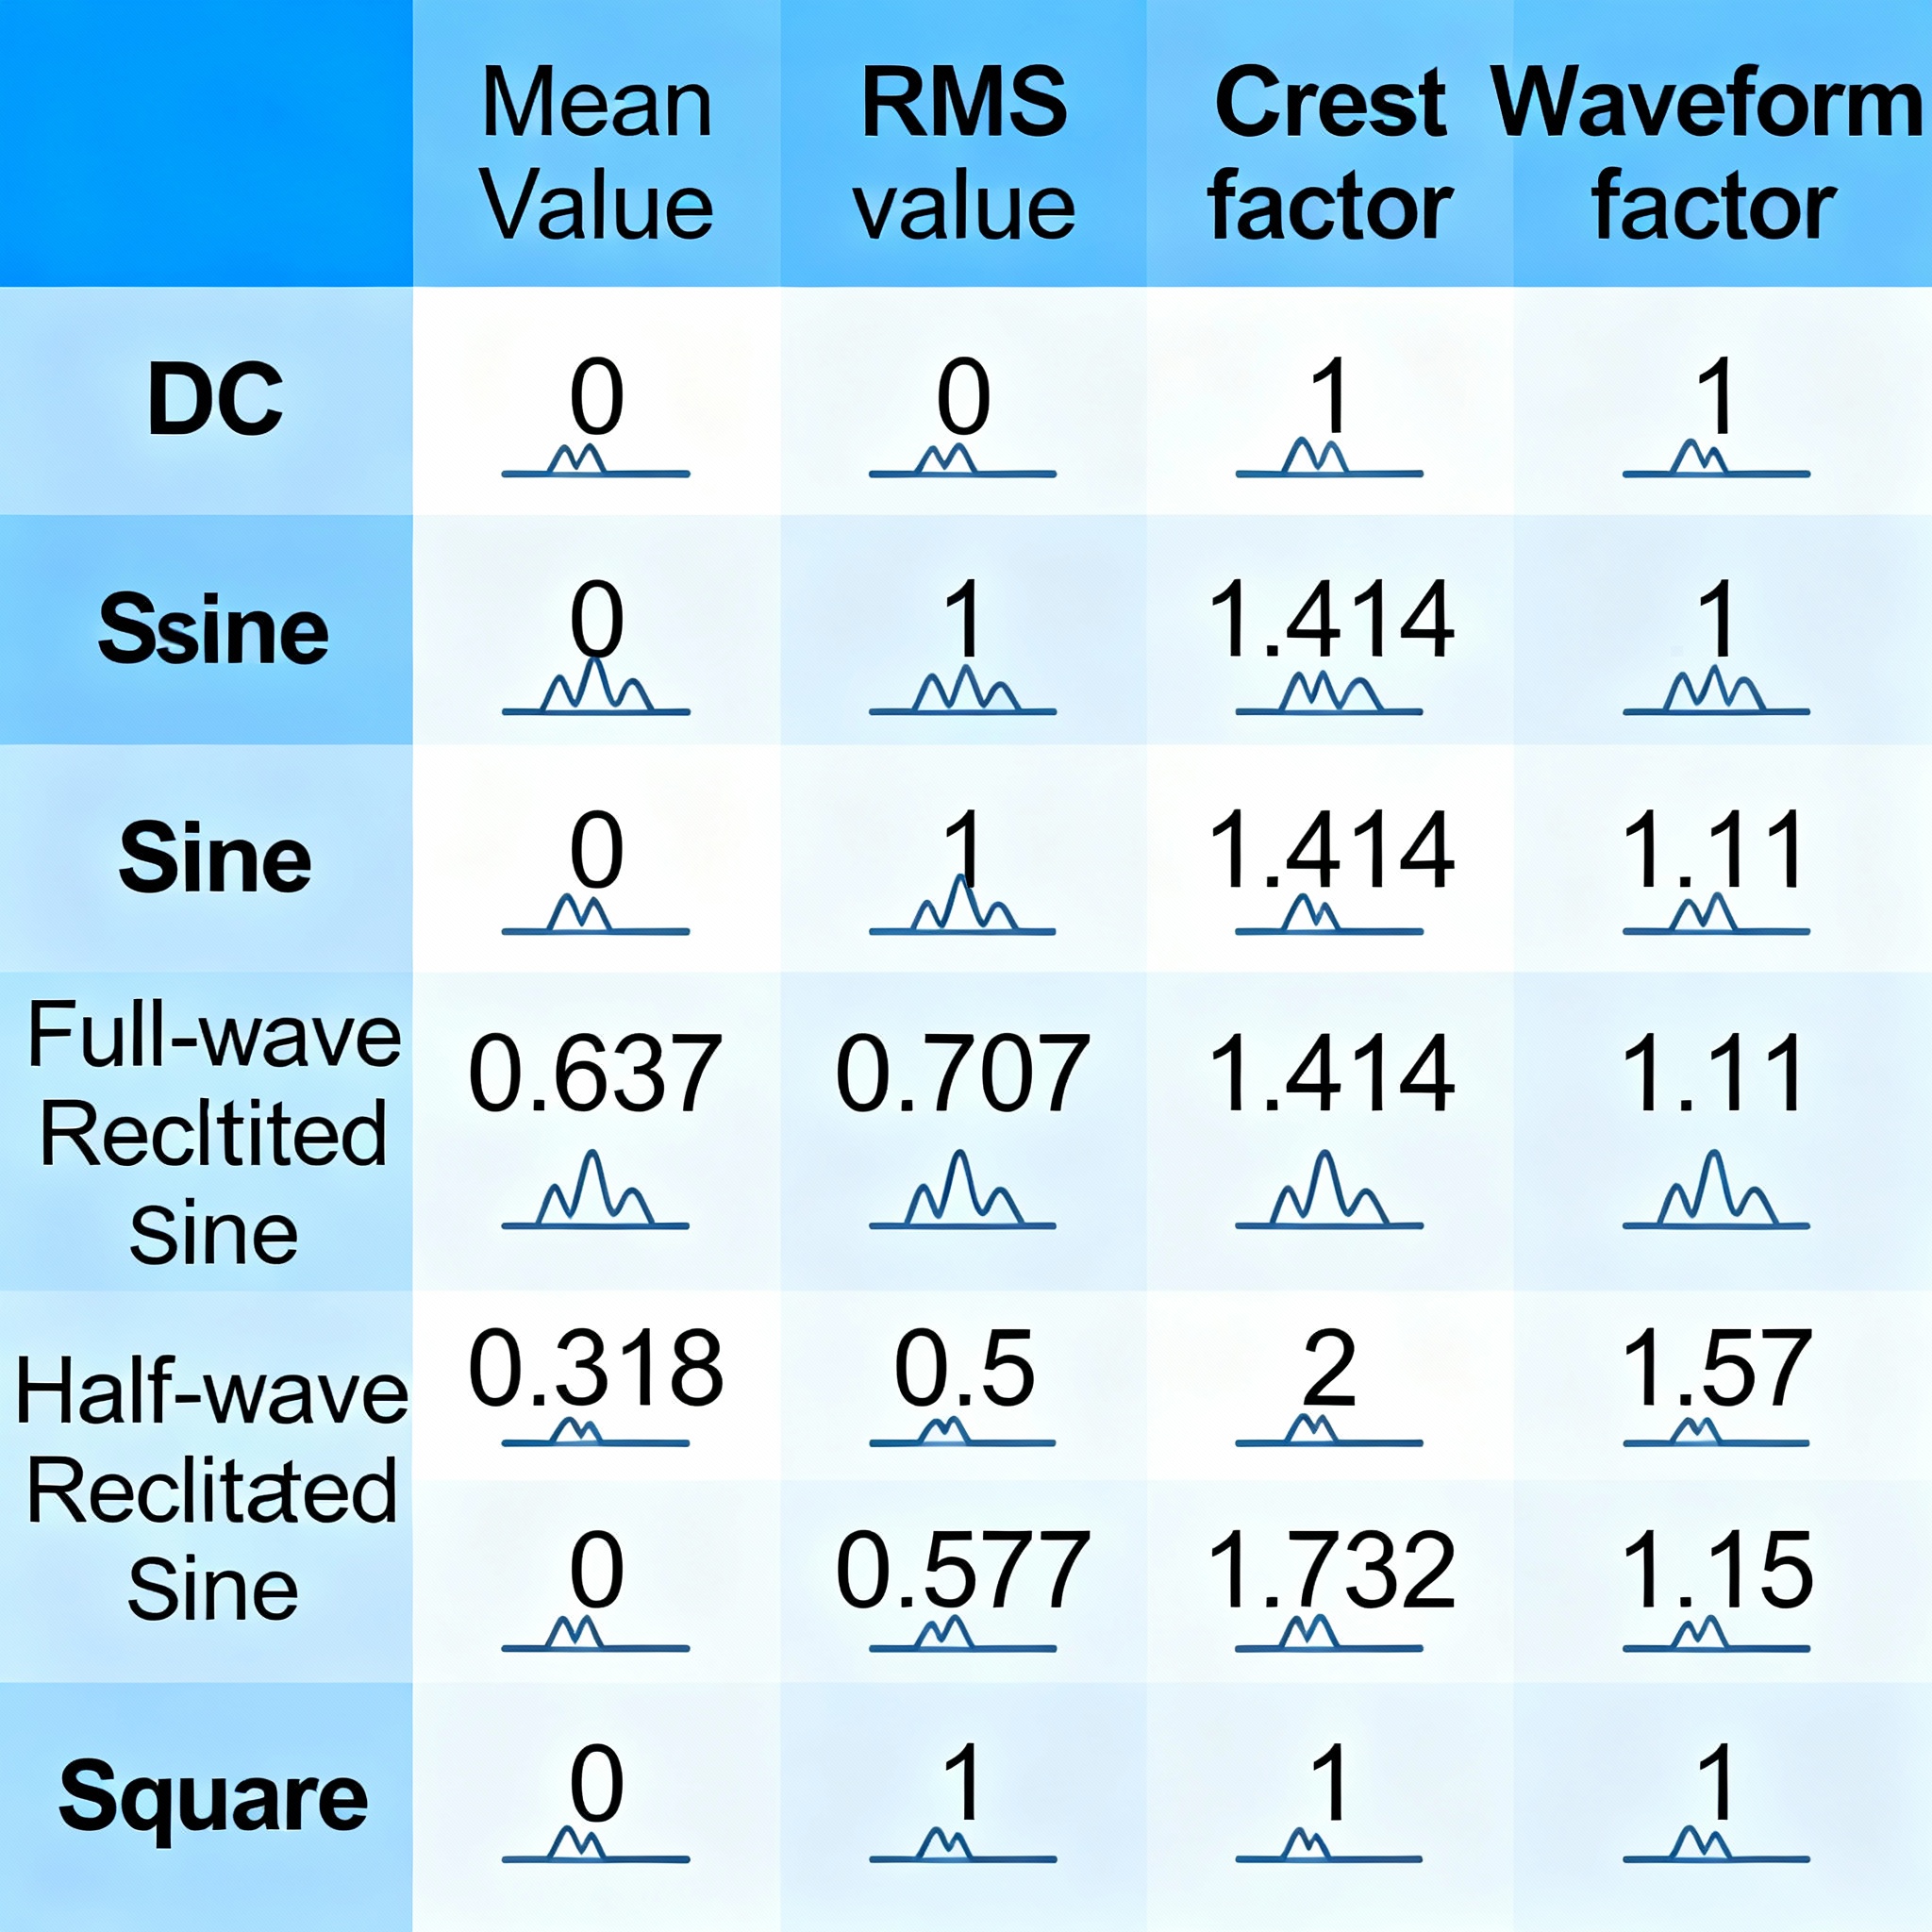 Mean Value
RMS value
Crest factor
Waveform factor
DC
0
0
1
1
Ssine
0
1
1.414
1
Sine
0
1
1.414
1.11
Full-wave
Recltited
Sine
0.637
0.707
1.414
1.11
Half-wave
Reclitated
Sine
0.318
0.5
2
1.57
0
0.577
1.732
1.15
Square
0
1
1
1